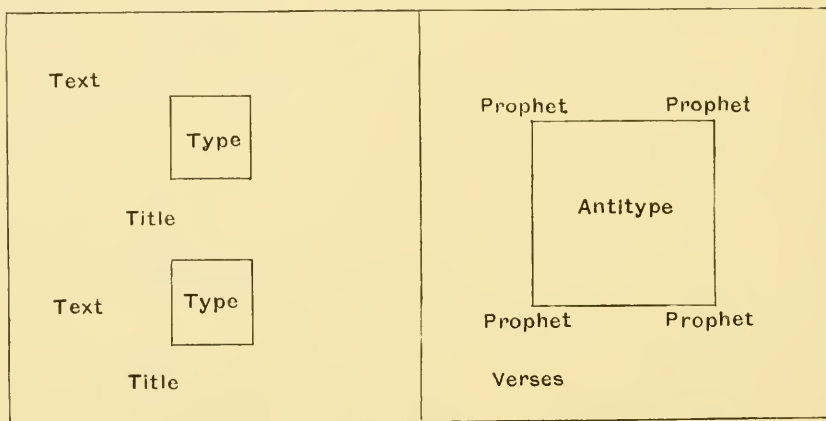 Text
Type
Title
Text
Type
Title
Prophet Prophet
Antitype
Prophet Prophet
Verses